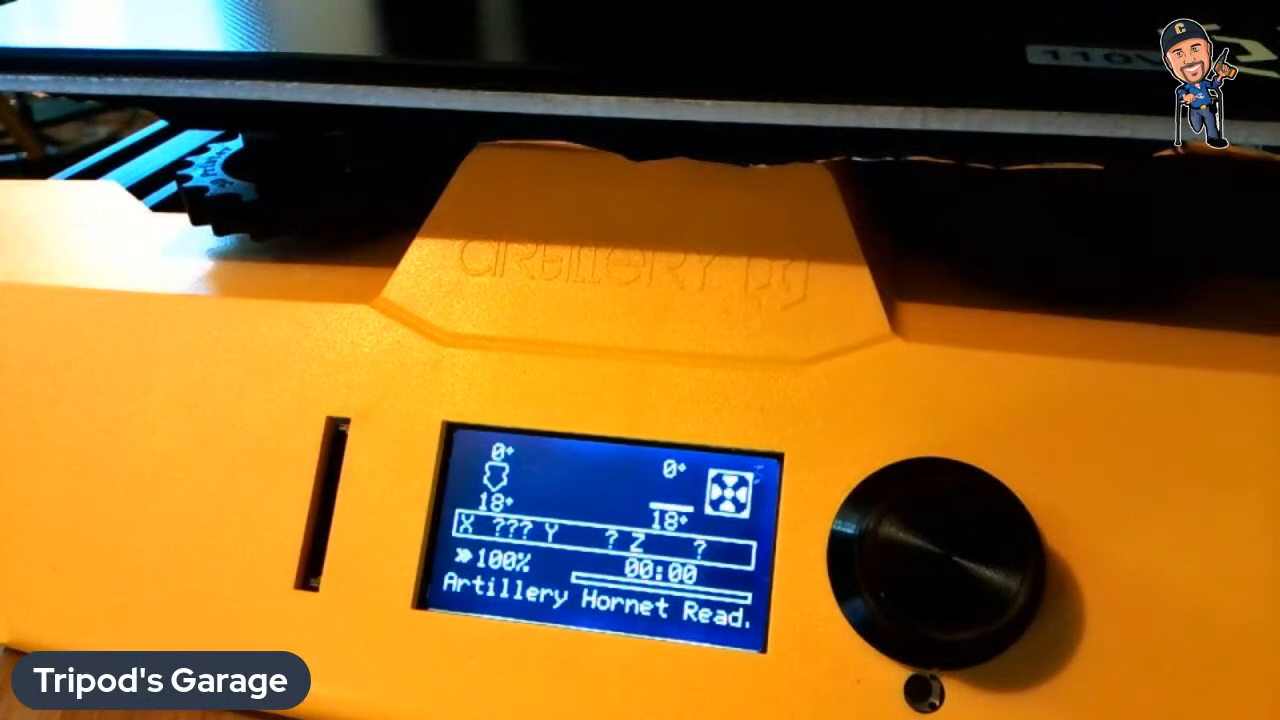 110V
C
ARTILLERY
0°
0°
18°
18°
X ??? Y ? Z ?
»100% 00:00
Artillery Hornet Read.
Tripod's Garage